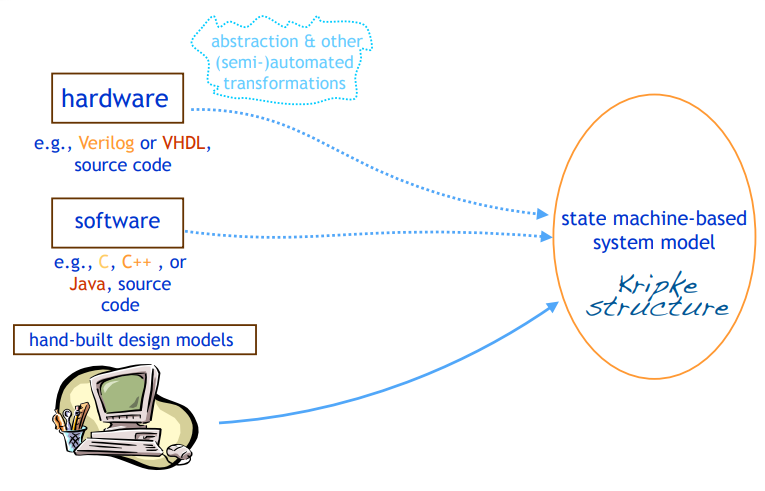 abstraction & other
(semi-)automated
transformations
hardware
e.g., Verilog or VHDL,
source code
software
e.g., C, C++ , or
Java, source
code
hand-built design models
state machine-based
system model
Kripke
structure